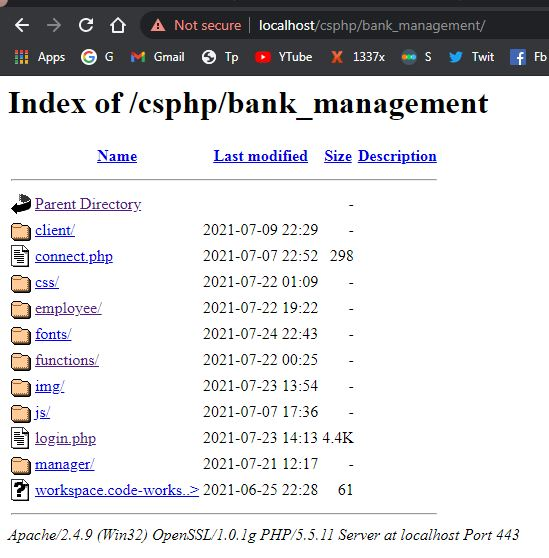 Not secure | localhost/csphp/bank_management/
Apps G Gmail Tp YTube 1337x S Twit Fb
Index of /csphp/bank_management
Name Last modified Size Description
Parent Directory -
client/ 2021-07-09 22:29 -
connect.php 2021-07-07 22:52 298
css/ 2021-07-22 01:09 -
employee/ 2021-07-22 19:22 -
fonts/ 2021-07-24 22:43 -
functions/ 2021-07-22 00:25 -
img/ 2021-07-23 13:54 -
js/ 2021-07-07 17:36 -
login.php 2021-07-23 14:13 4.4K
manager/ 2021-07-21 12:17 -
workspace.code-works..> 2021-06-25 22:28 61
Apache/2.4.9 (Win32) OpenSSL/1.0.1g PHP/5.5.11 Server at localhost Port 443